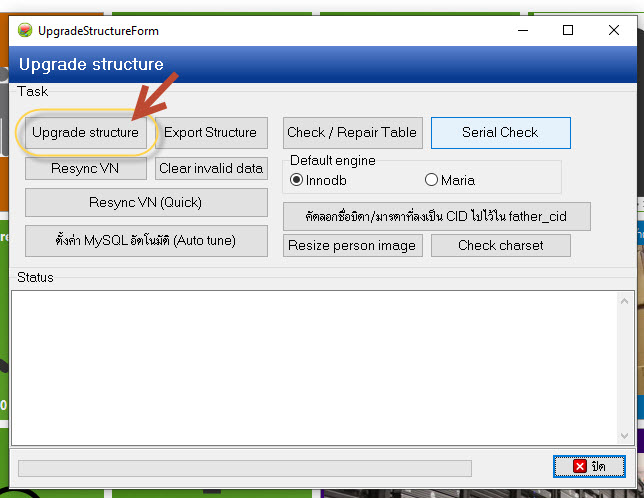 UpgradeStructureForm
Upgrade structure
Task
Upgrade structure
Export Structure
Check / Repair Table
Serial Check
Resync VN
Clear invalid data
Default engine
Innodb
Maria
Resync VN (Quick)
คัดลอกชื่อบิดา/มารดาที่ลงเป็น CID ไปไว้ใน father_cid
ตั้งค่า MySQL อัตโนมัติ (Auto tune)
Resize person image
Check charset
Status
ปิด